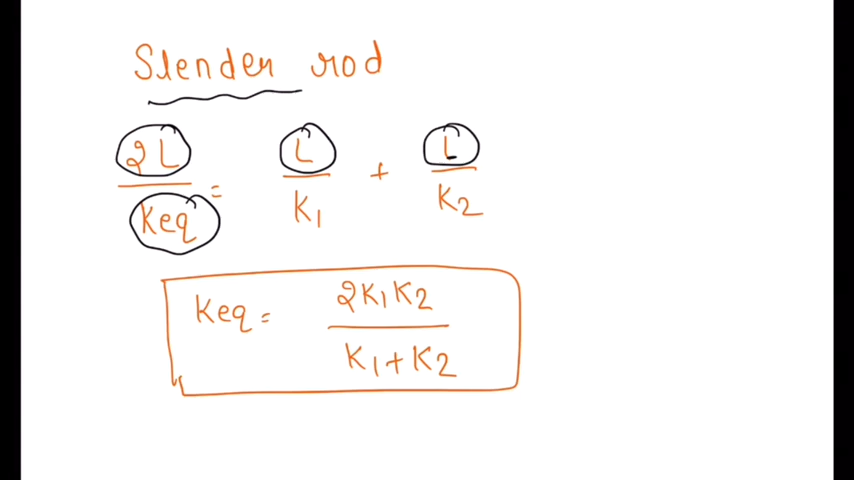 Slender rod
2L/Keq = L/K1 + L/K2
Keq = 2K1K2/K1+K2